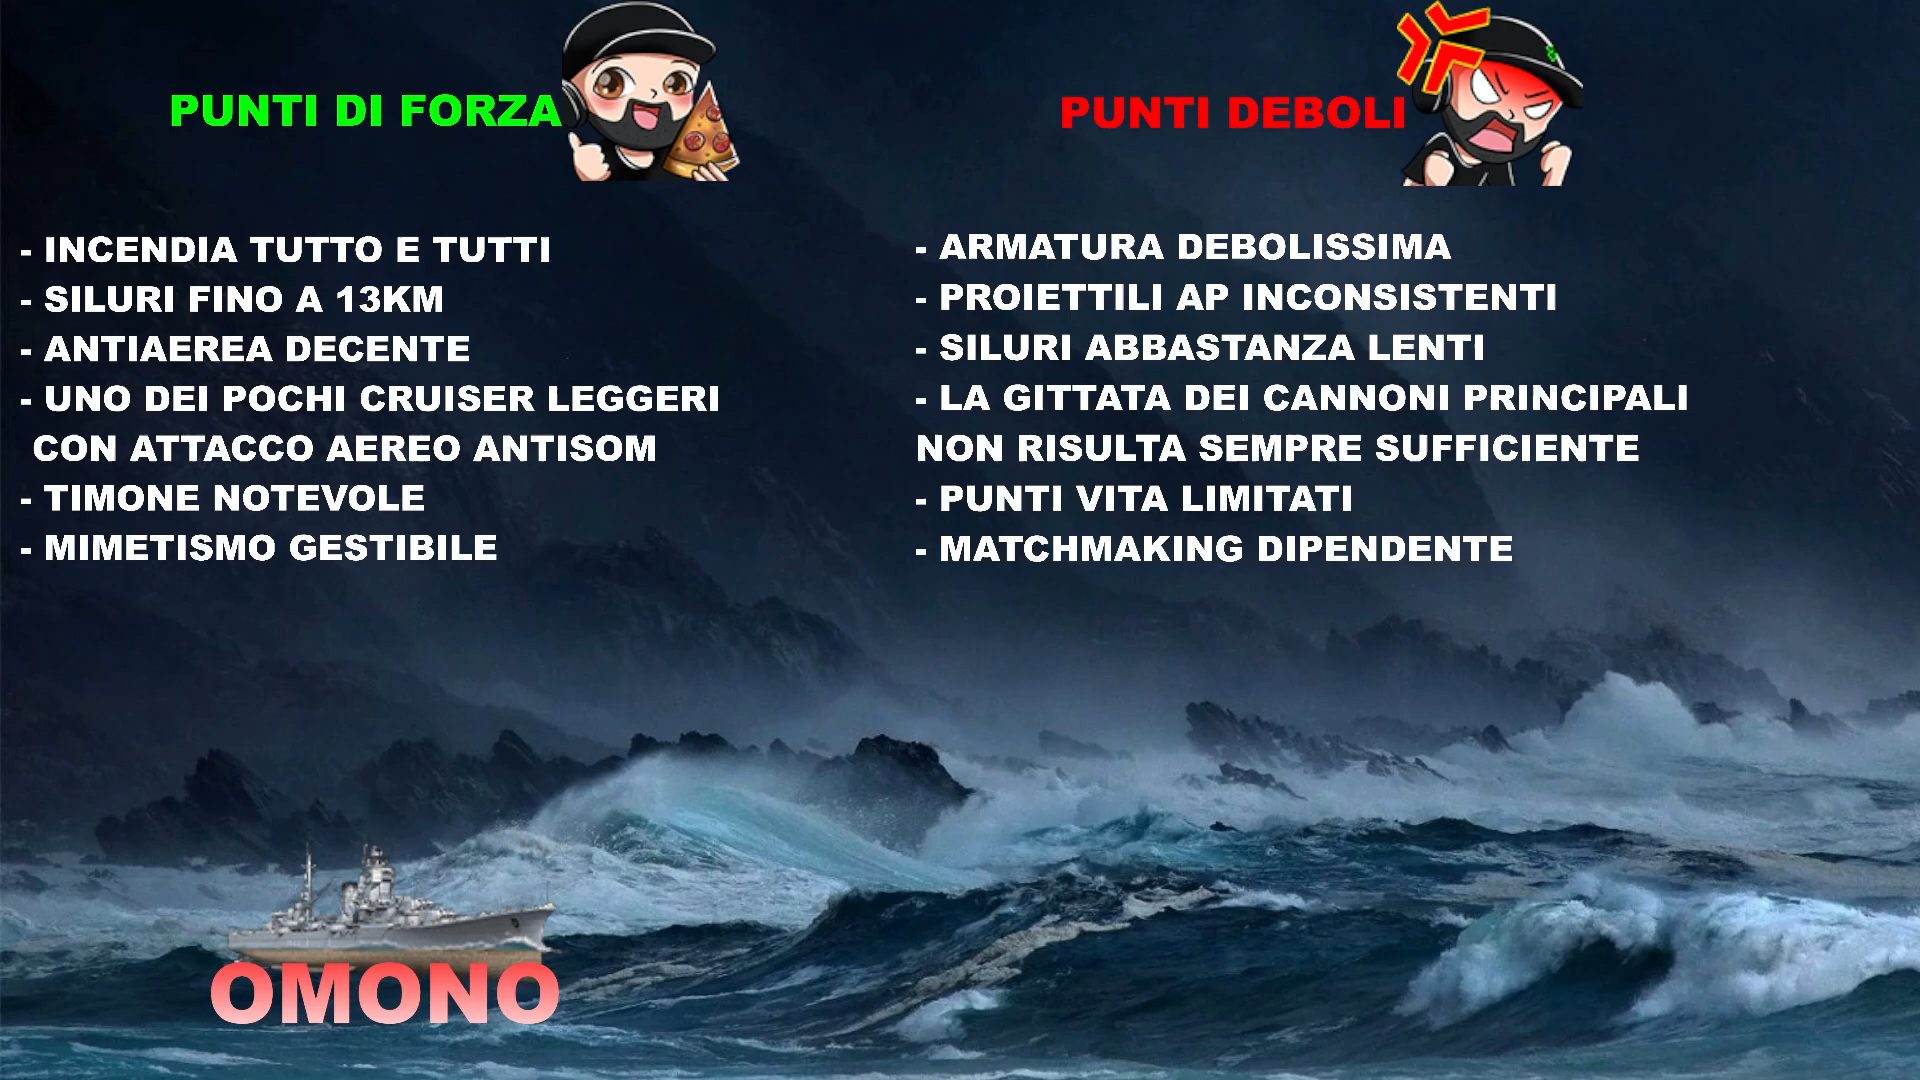 PUNTI DI FORZA
- INCENDIA TUTTO E TUTTI
- SILURI FINO A 13KM
- ANTIAEREA DECENTE
- UNO DEI POCHI CRUISER LEGGERI
CON ATTACCO AEREO ANTISOM
- TIMONE NOTEVOLE
- MIMETISMO GESTIBILE
PUNTI DEBOLI
- ARMATURA DEBOLISSIMA
- PROIETTILI AP INCONSISTENTI
- SILURI ABBASTANZA LENTI
- LA GITTATA DEI CANNONI PRINCIPALI
NON RISULTA SEMPRE SUFFICIENTE
- PUNTI VITA LIMITATI
- MATCHMAKING DIPENDENTE
OMONO